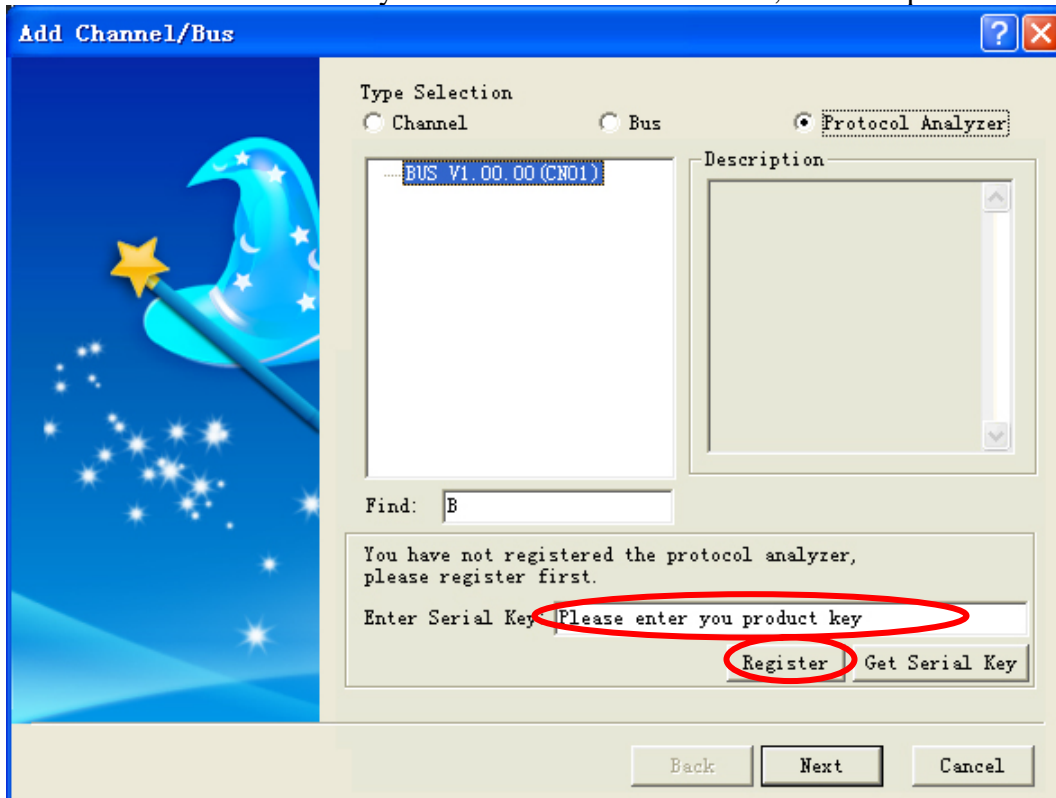 Add Channel/Bus
Type Selection
Channel Bus Protocol Analyzer
BUS V1.00.00(CN01)
Description
Find: B
You have not registered the protocol analyzer,
please register first.
Enter Serial Key: Please enter you product key
Register Get Serial Key
Back Next Cancel